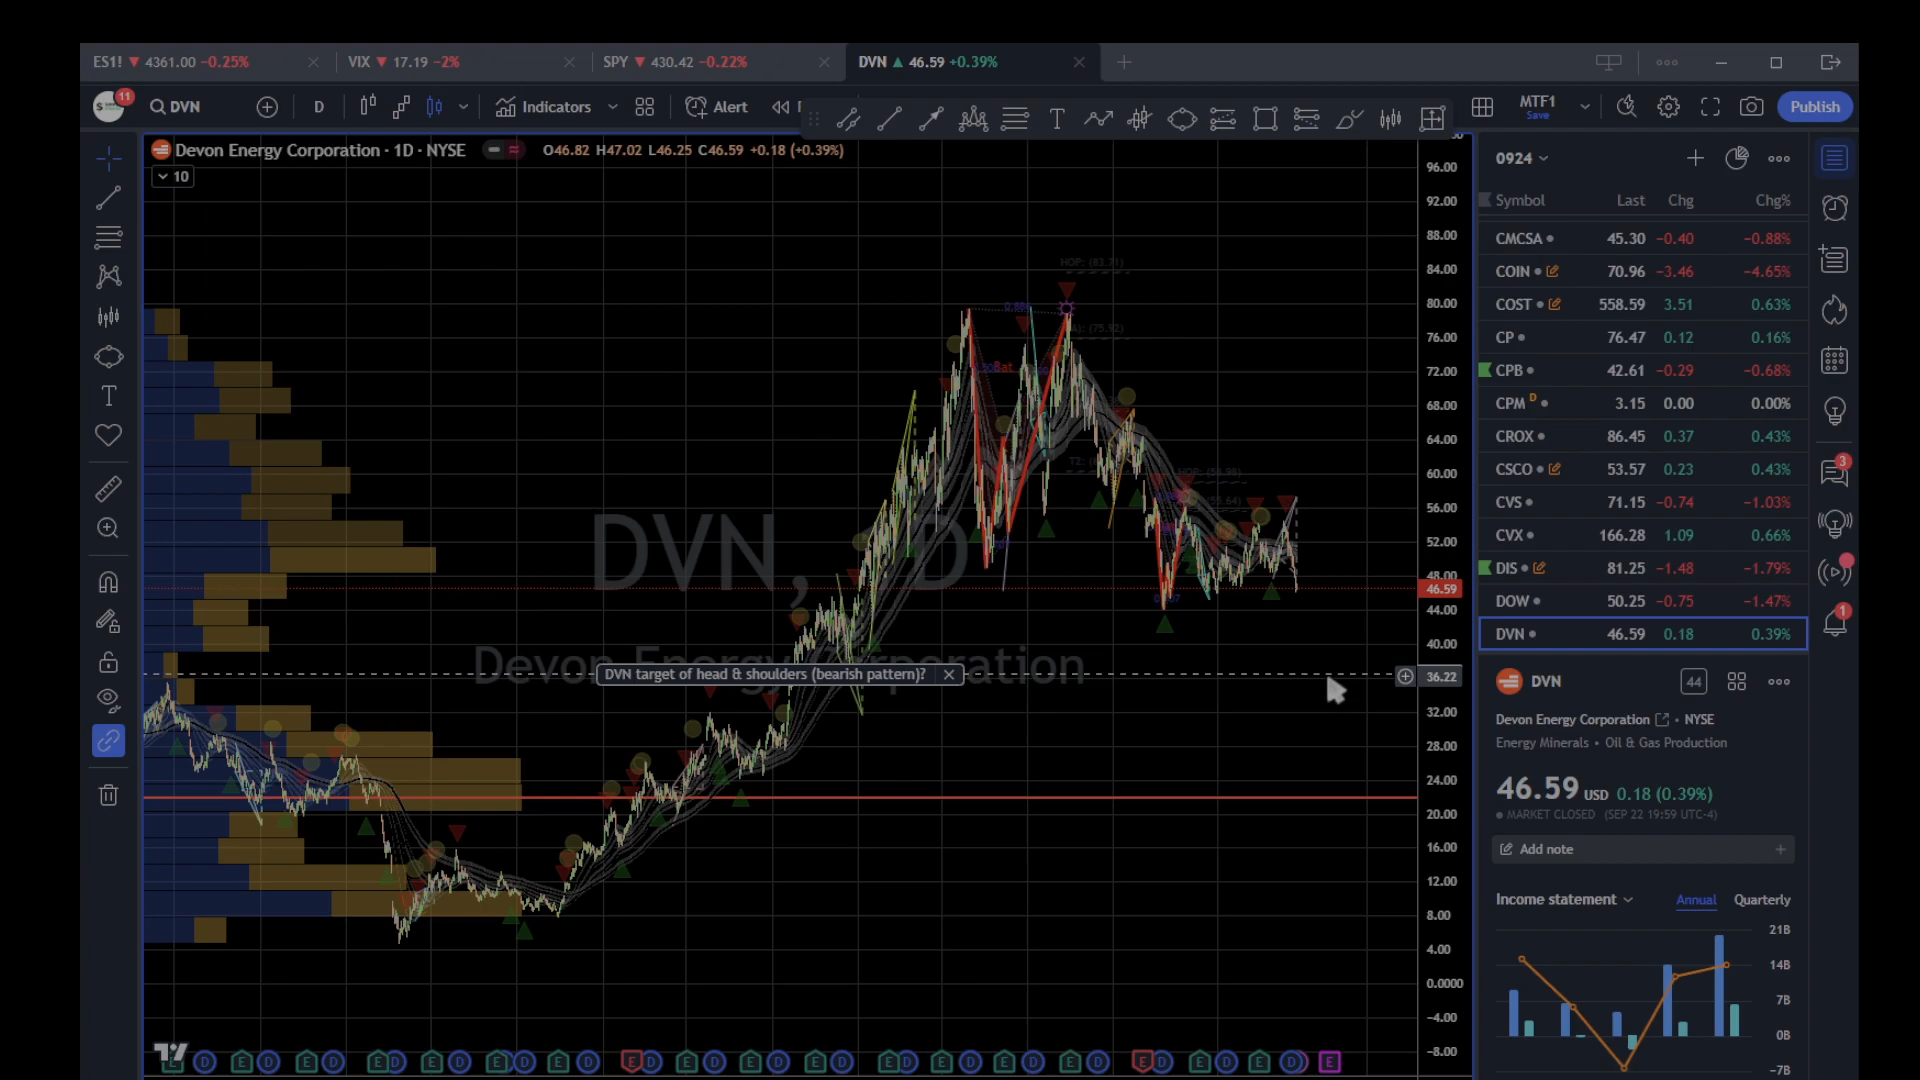 ES1! 4361.00 −0.25%
VIX 17.19 −2%
SPY 430.42 −0.22%
DVN 46.59 +0.39%
11
DVN
D
Indicators
Alert
MTF1
Save
Publish
Devon Energy Corporation · 1D · NYSE
O46.82 H47.02 L46.25 C46.59 +0.18 (+0.39%)
10
DVN, 1D
Devon Energy Corporation
HOP: (83.71)
(75.92)
Bat
T2:
DVN target of head & shoulders (bearish pattern)?
96.00
92.00
88.00
84.00
80.00
76.00
72.00
68.00
64.00
60.00
56.00
52.00
48.00
46.59
44.00
40.00
36.22
32.00
28.00
24.00
20.00
16.00
12.00
8.00
4.00
0.0000
−4.00
−8.00
E D E D E D E D E D E D E D E D E D E D E D E D E D E D E D E D E D E D E
0924
Symbol Last Chg Chg%
CMCSA 45.30 −0.40 −0.88%
COIN 70.96 −3.46 −4.65%
COST 558.59 3.51 0.63%
CP 76.47 0.12 0.16%
CPB 42.61 −0.29 −0.68%
CPM D 3.15 0.00 0.00%
CROX 86.45 0.37 0.43%
CSCO 53.57 0.23 0.43%
CVS 71.15 −0.74 −1.03%
CVX 166.28 1.09 0.66%
DIS 81.25 −1.48 −1.79%
DOW 50.25 −0.75 −1.47%
DVN 46.59 0.18 0.39%
3
1
DVN
44
Devon Energy Corporation • NYSE
Energy Minerals • Oil & Gas Production
46.59 USD 0.18 (0.39%)
MARKET CLOSED (SEP 22 19:59 UTC-4)
Add note
Income statement
Annual Quarterly
21B
14B
7B
0B
−7B